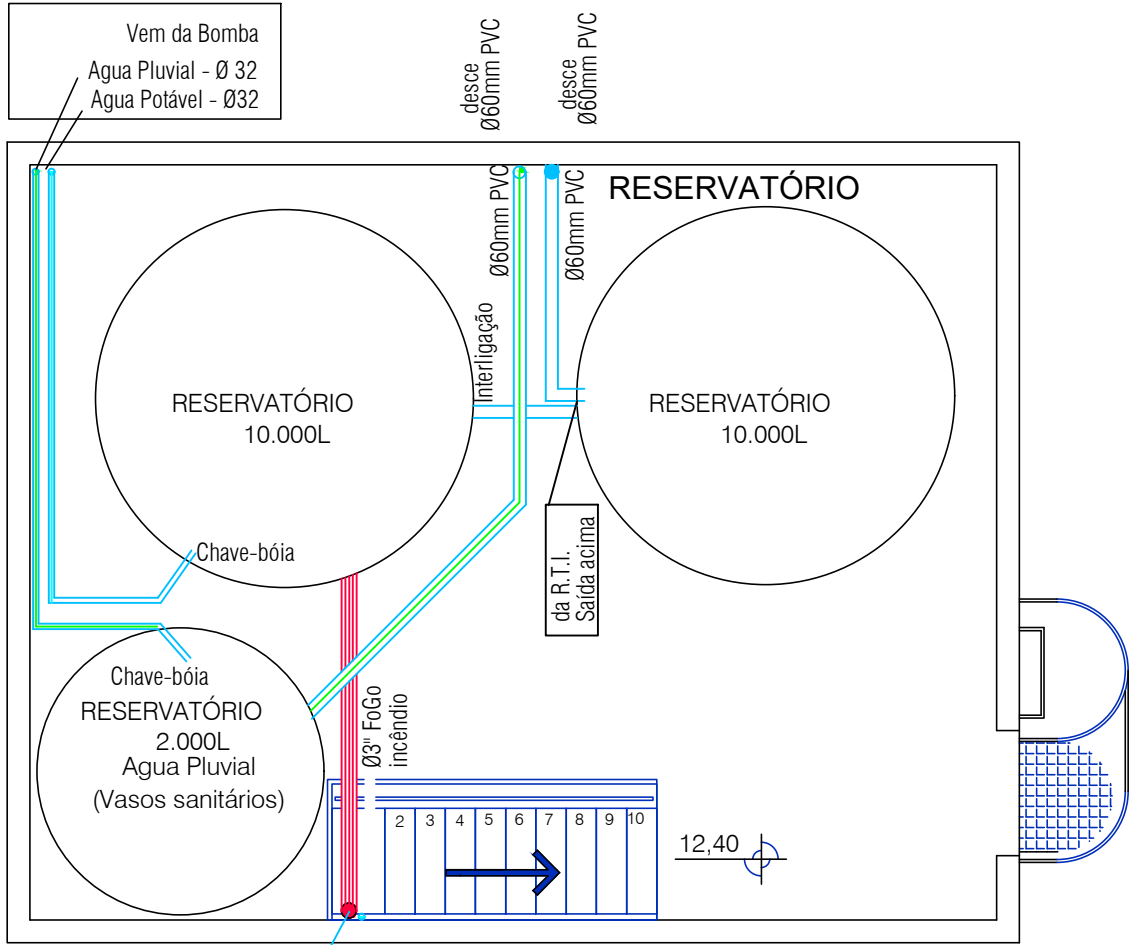 Vem da Bomba
Agua Pluvial - Ø 32
Agua Potável - Ø32
desce
Ø60mm PVC
desce
Ø60mm PVC
Ø60mm PVC
Ø60mm PVC
RESERVATÓRIO
Interligação
RESERVATÓRIO
10.000L
RESERVATÓRIO
10.000L
da R.T.I.
Saída acima
Chave-bóia
Chave-bóia
RESERVATÓRIO
2.000L
Agua Pluvial
(Vasos sanitários)
Ø3" FoGo
incêndio
2 3 4 5 6 7 8 9 10
12,40